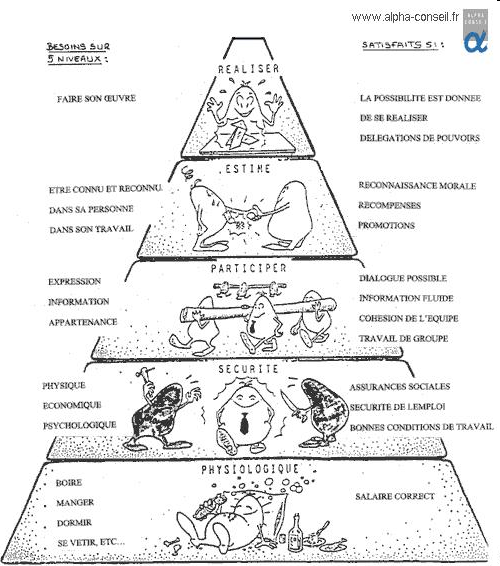 www.alpha-conseil.fr
ALPHA
CONSEIL
α
BESOINS SUR
5 NIVEAUX :
SATISFAITS SI :
REALISER
FAIRE SON ŒUVRE
LA POSSIBILITE EST DONNEE
DE SE REALISER
DELEGATIONS DE POUVOIRS
ESTIME
ETRE CONNU ET RECONNU
DANS SA PERSONNE
DANS SON TRAVAIL
RECONNAISSANCE MORALE
RECOMPENSES
PROMOTIONS
PARTICIPER
EXPRESSION
INFORMATION
APPARTENANCE
DIALOGUE POSSIBLE
INFORMATION FLUIDE
COHESION DE L'EQUIPE
TRAVAIL DE GROUPE
SECURITE
PHYSIQUE
ECONOMIQUE
PSYCHOLOGIQUE
ASSURANCES SOCIALES
SECURITE DE LEMPLOI
BONNES CONDITIONS DE TRAVAIL
PHYSIOLOGIQUE
BOIRE
MANGER
DORMIR
SE VETIR, ETC...
SALAIRE CORRECT